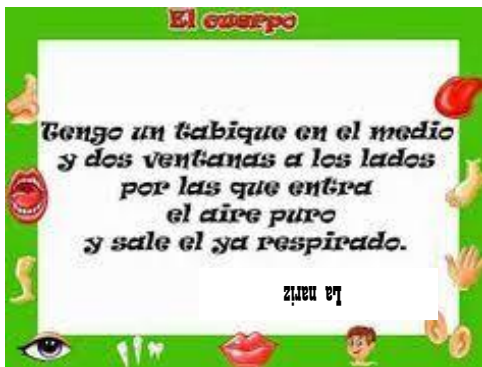 El cuerpo
Tengo un tabique en el medio
y dos ventanas a los lados
por las que entra
el aire puro
y sale el ya respirado.
La nariz